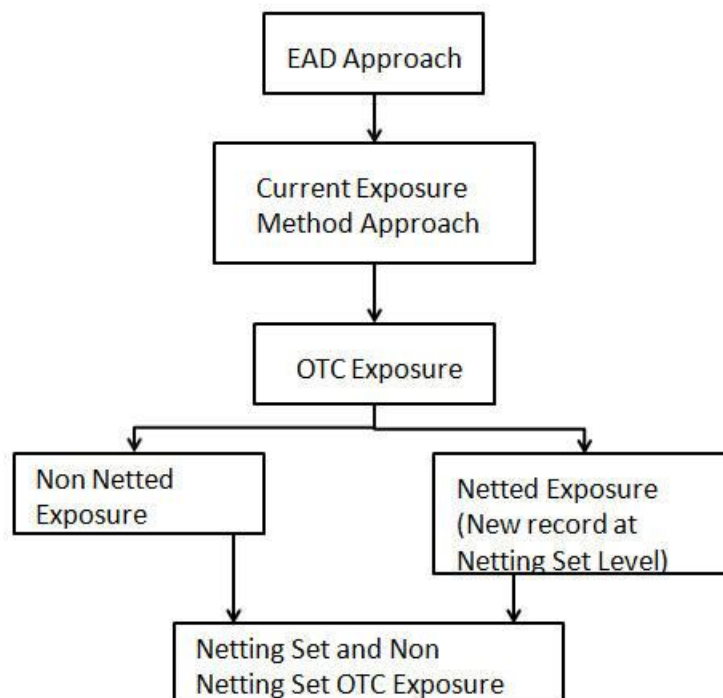 EAD Approach
Current Exposure
Method Approach
OTC Exposure
Non Netted
Exposure
Netted Exposure
(New record at
Netting Set Level)
Netting Set and Non
Netting Set OTC Exposure